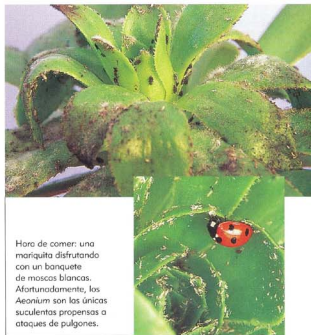 Hora de comer: una
mariquita disfrutando
con un banquete
de moscas blancas.
Afortunadamente, los
Aeonium son las únicas
suculentas propensas a
ataques de pulgones.